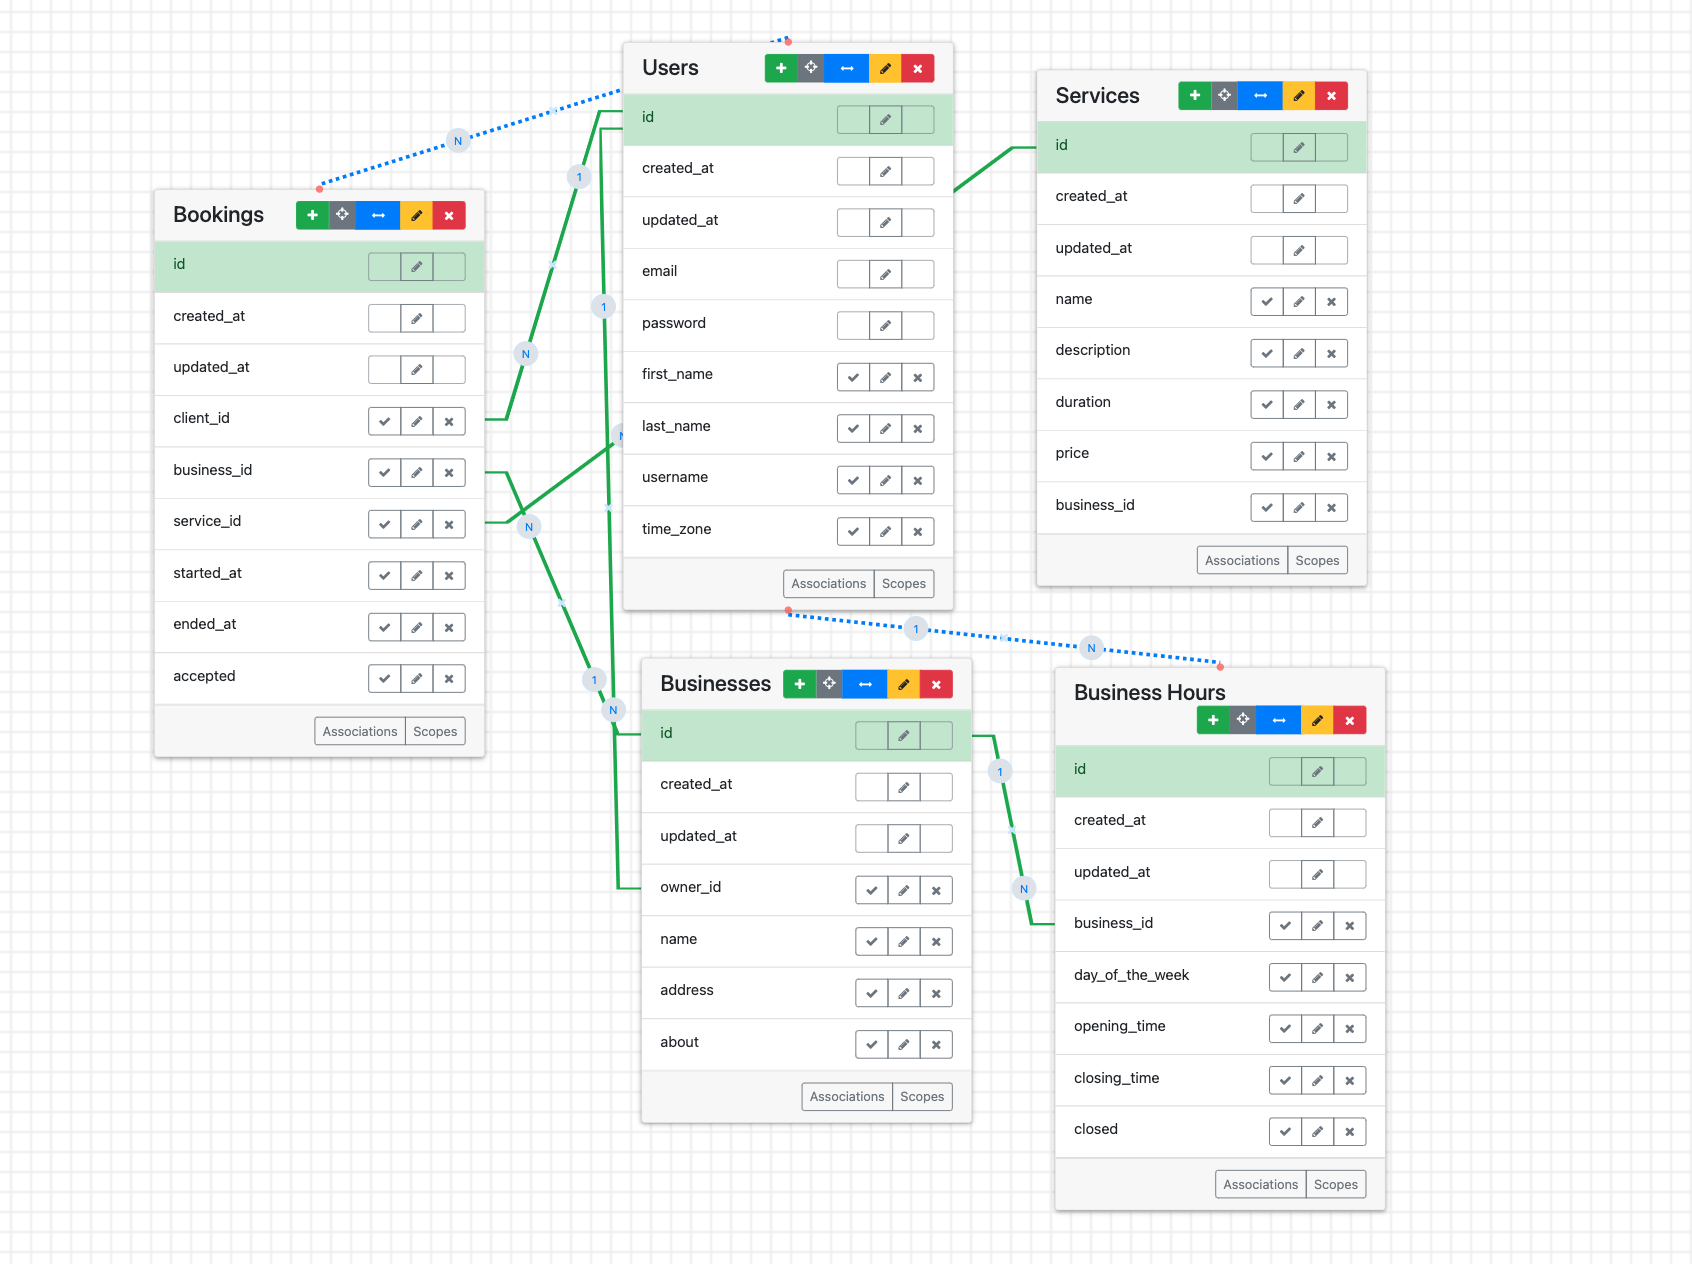 Users
id
created_at
updated_at
email
password
first_name
last_name
username
time_zone
Associations Scopes
Services
id
created_at
updated_at
name
description
duration
price
business_id
Associations Scopes
Bookings
id
created_at
updated_at
client_id
business_id
service_id
started_at
ended_at
accepted
Associations Scopes
N
1
N
1
N
N
1
N
1
N
Businesses
id
created_at
updated_at
owner_id
name
address
about
Associations Scopes
1
N
Business Hours
id
created_at
updated_at
business_id
day_of_the_week
opening_time
closing_time
closed
Associations Scopes